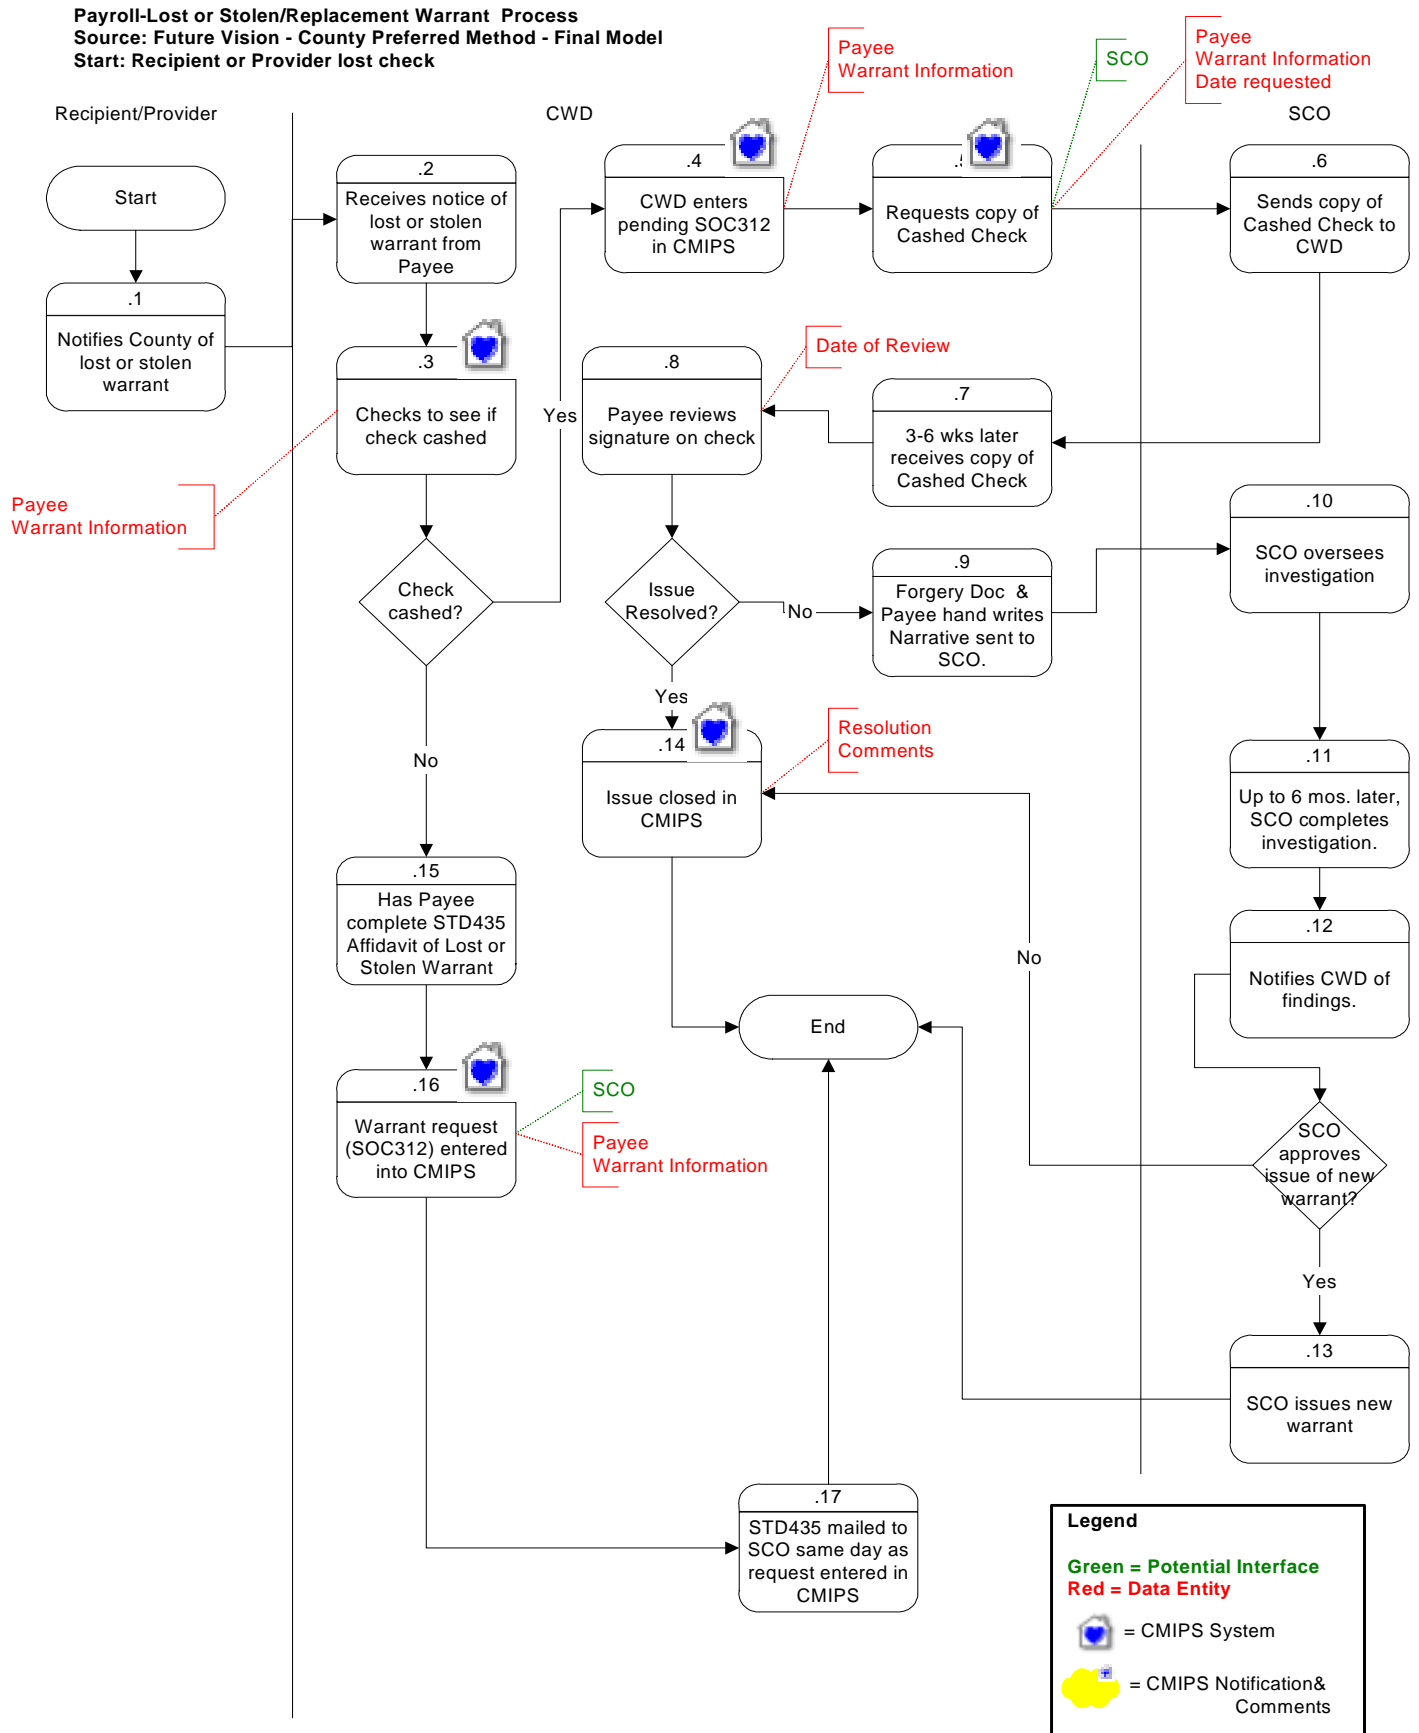 Payroll-Lost or Stolen/Replacement Warrant  Process
Source: Future Vision - County Preferred Method - Final Model
Start: Recipient or Provider lost check
Payee
Warrant Information
SCO
Payee
Warrant Information
Date requested
Recipient/Provider
CWD
SCO
Start
.1
Notifies County of
lost or stolen
warrant
.2
Receives notice of
lost or stolen
warrant from
Payee
.3
Checks to see if
check cashed
Payee
Warrant Information
Check
cashed?
Yes
No
.4
CWD enters
pending SOC312
in CMIPS
.5
Requests copy of
Cashed Check
.6
Sends copy of
Cashed Check to
CWD
.7
3-6 wks later
receives copy of
Cashed Check
Date of Review
.8
Payee reviews
signature on check
Issue
Resolved?
No
Yes
.9
Forgery Doc  &
Payee hand writes
Narrative sent to
SCO.
.10
SCO oversees
investigation
.11
Up to 6 mos. later,
SCO completes
investigation.
.12
Notifies CWD of
findings.
SCO
approves
issue of new
warrant?
No
Yes
.13
SCO issues new
warrant
.14
Issue closed in
CMIPS
Resolution
Comments
.15
Has Payee
complete STD435
Affidavit of Lost or
Stolen Warrant
.16
Warrant request
(SOC312) entered
into CMIPS
SCO
Payee
Warrant Information
End
.17
STD435 mailed to
SCO same day as
request entered in
CMIPS
Legend
Green = Potential Interface
Red = Data Entity
= CMIPS System
= CMIPS Notification&
Comments